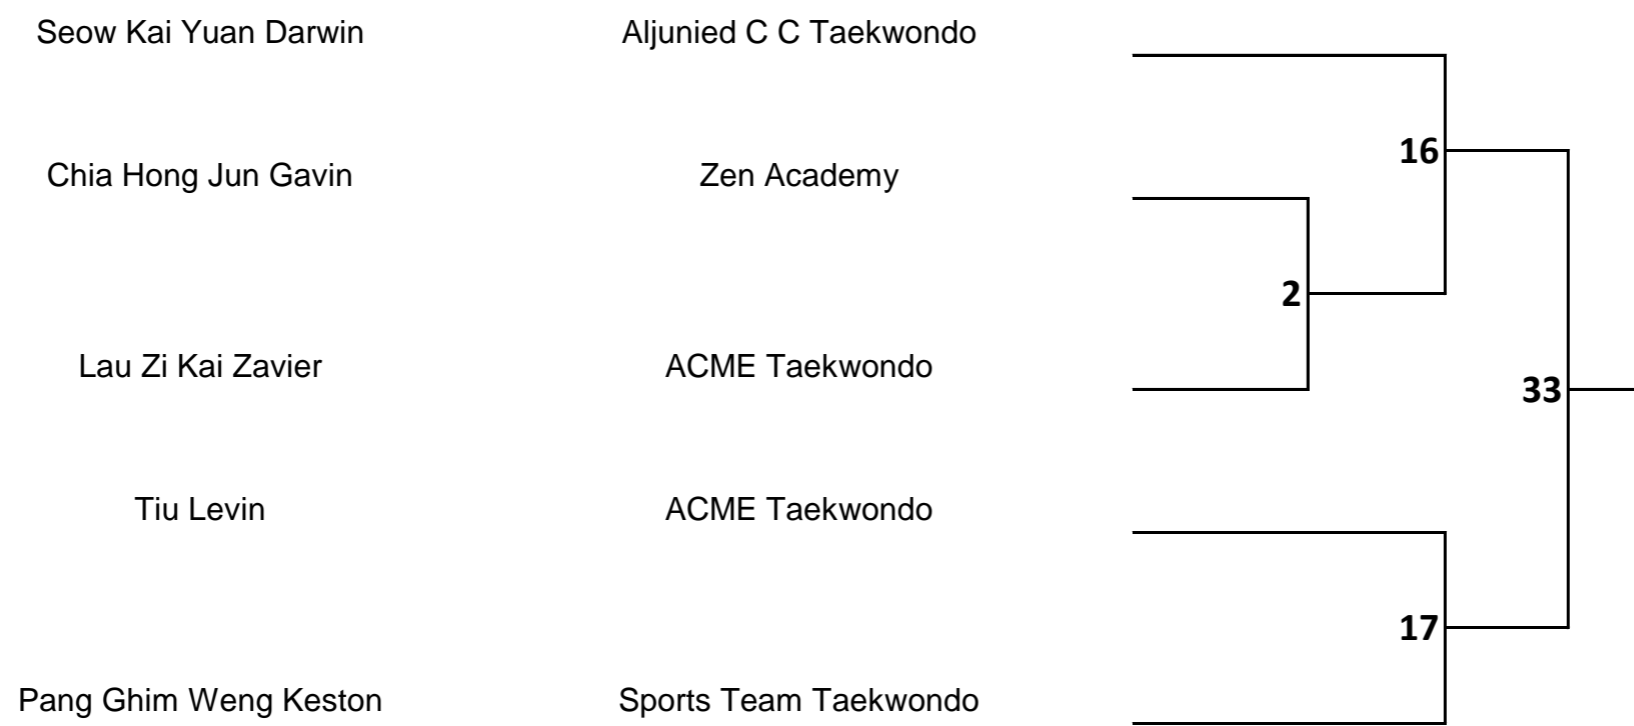 Seow Kai Yuan Darwin Aljunied C C Taekwondo
16
Chia Hong Jun Gavin Zen Academy
2
Lau Zi Kai Zavier ACME Taekwondo
33
Tiu Levin ACME Taekwondo
17
Pang Ghim Weng Keston Sports Team Taekwondo